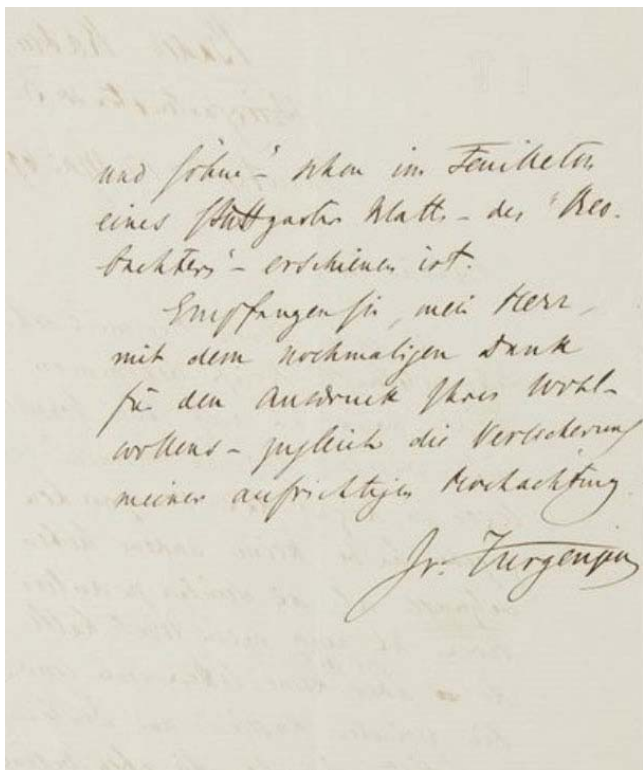 und Söhne" – schon im Feuilleton
eines Stuttgarter Blatts – des "Beo-
bachters" – erschienen ist.
Empfangen Sie, mein Herr,
mit dem nochmaligen Dank
für den Ausdruck Ihres Wohl-
wollens – zugleich die Versicherung
meiner aufrichtigen Hochachtung.
Iv. Turgenjew